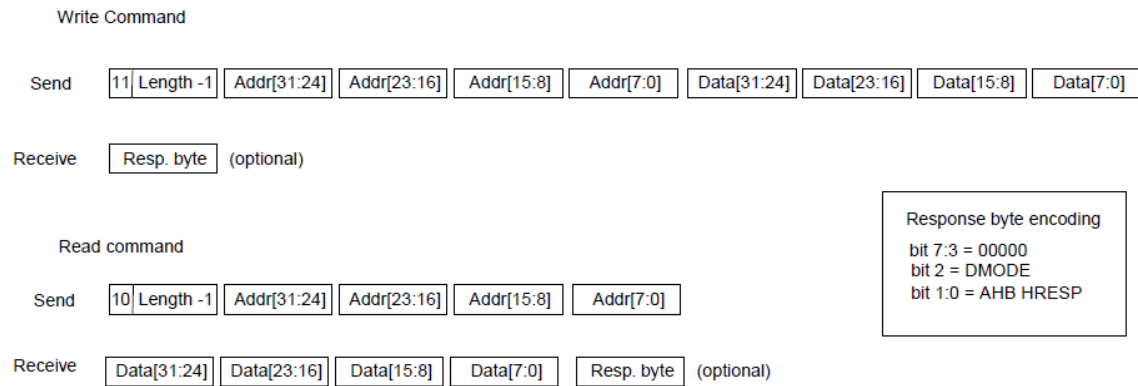 Write Command
Send 11 Length -1 Addr[31:24] Addr[23:16] Addr[15:8] Addr[7:0] Data[31:24] Data[23:16] Data[15:8] Data[7:0]
Receive Resp. byte (optional)
Response byte encoding
bit 7:3 = 00000
bit 2 = DMODE
bit 1:0 = AHB HRESP
Read command
Send 10 Length -1 Addr[31:24] Addr[23:16] Addr[15:8] Addr[7:0]
Receive Data[31:24] Data[23:16] Data[15:8] Data[7:0] Resp. byte (optional)